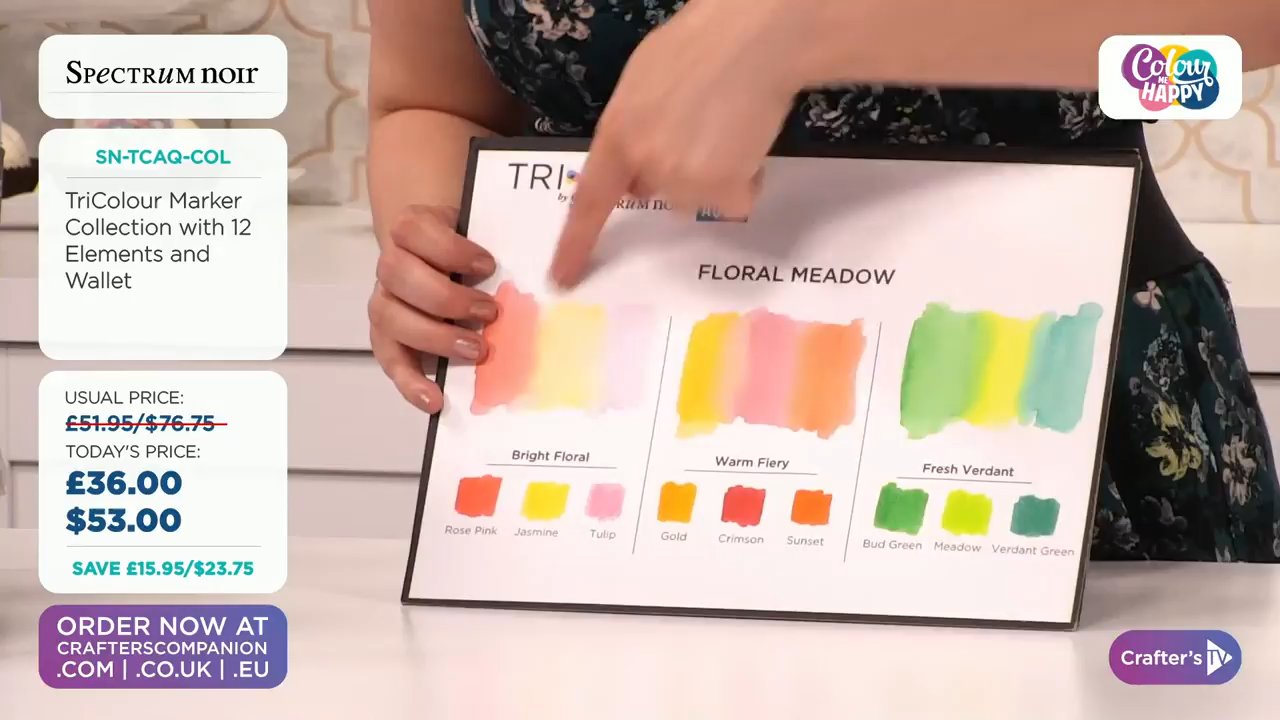 SPECTRUM NOIR
SN-TCAQ-COL
TriColour Marker
Collection with 12
Elements and
Wallet
USUAL PRICE:
£51.95/$76.75
TODAY'S PRICE:
£36.00
$53.00
SAVE £15.95/$23.75
ORDER NOW AT
CRAFTERSCOMPANION
.COM | .CO.UK | .EU
Colour
ME
HAPPY
TRI
by
FLORAL MEADOW
Bright Floral
Warm Fiery
Fresh Verdant
Rose Pink
Jasmine
Tulip
Gold
Crimson
Sunset
Bud Green
Meadow
Verdant Green
Crafter's TV